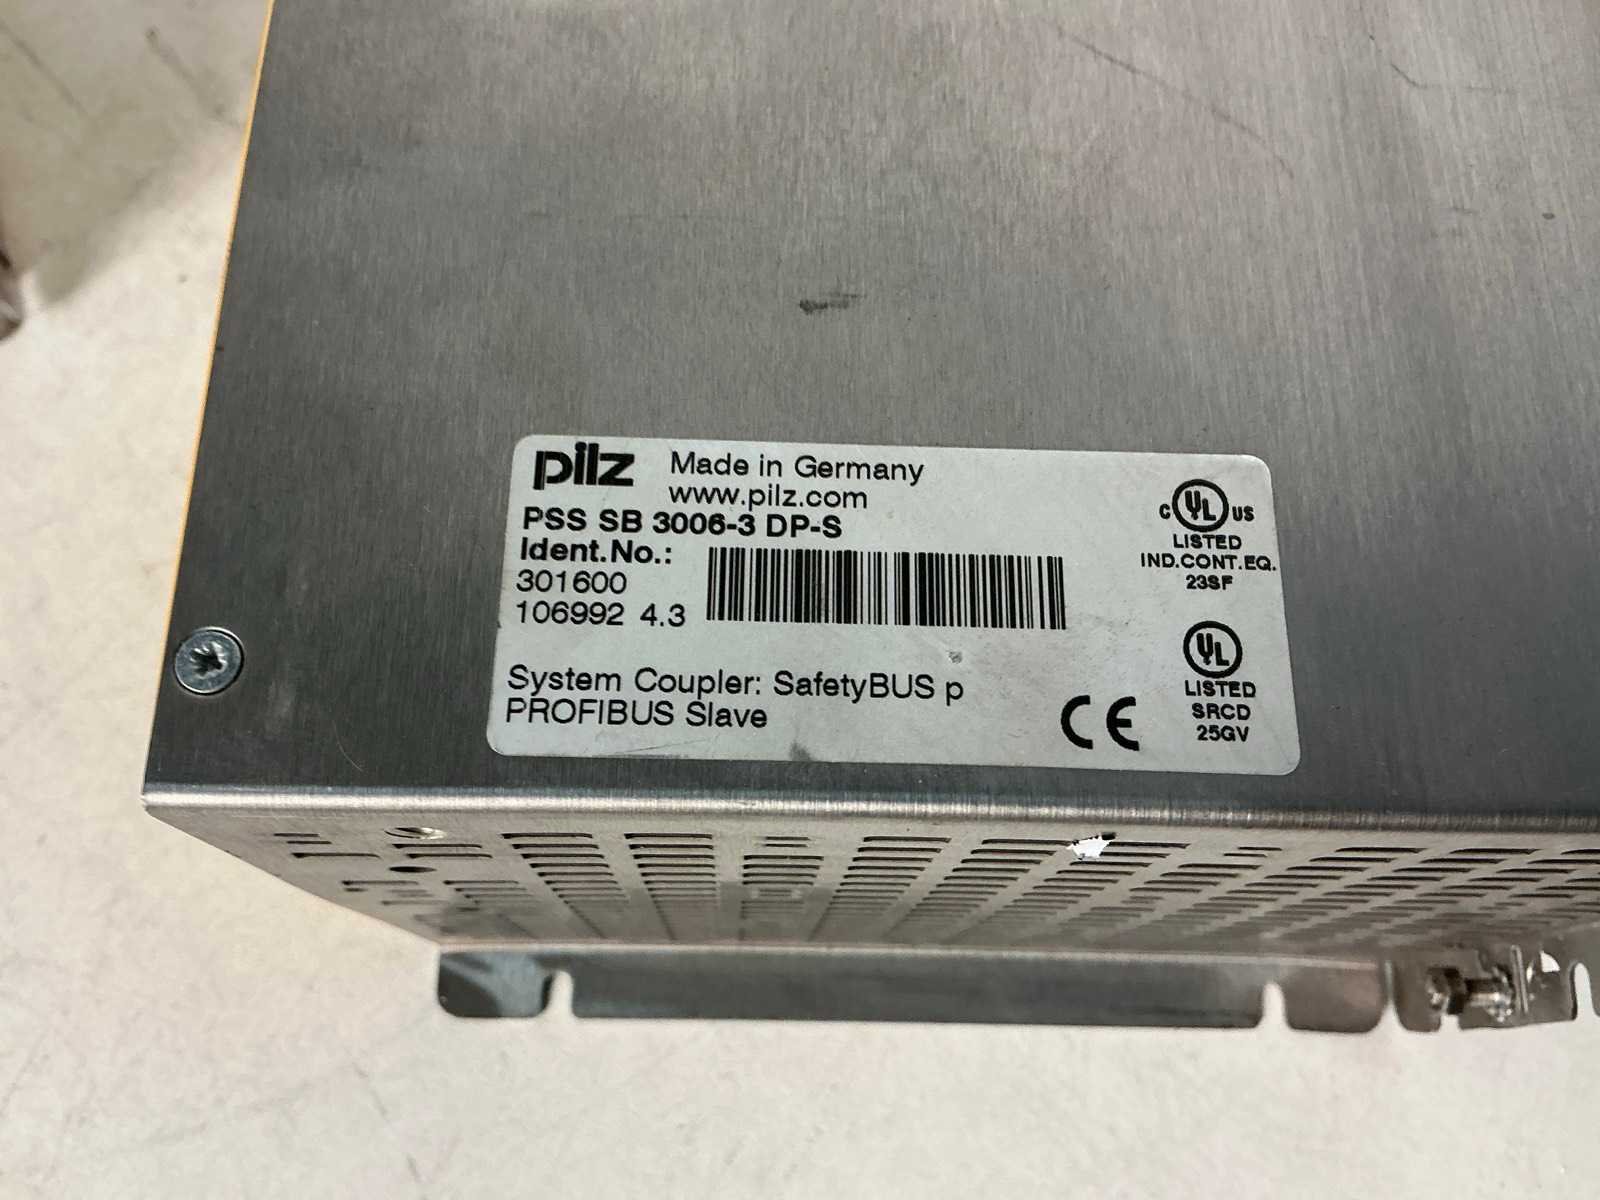 pilz Made in Germany
www.pilz.com
PSS SB 3006-3 DP-S
Ident.No.:
301600
106992 4.3
System Coupler: SafetyBUS p
PROFIBUS Slave
CE
C UL US
LISTED
IND.CONT.EQ.
23SF
UL
LISTED
SRCD
25GV